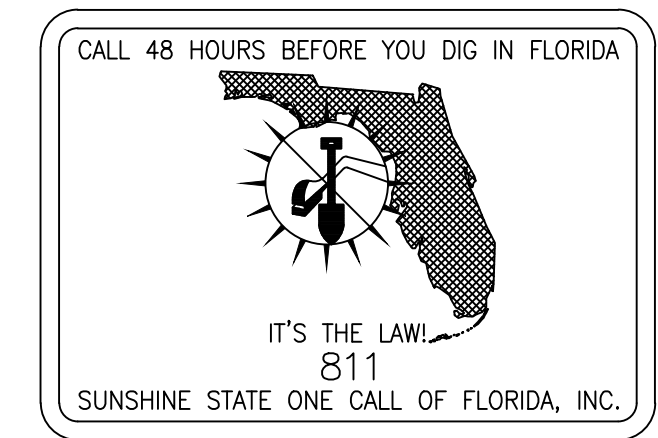 CALL 48 HOURS BEFORE YOU DIG IN FLORIDA
IT'S THE LAW!
811
SUNSHINE STATE ONE CALL OF FLORIDA, INC.